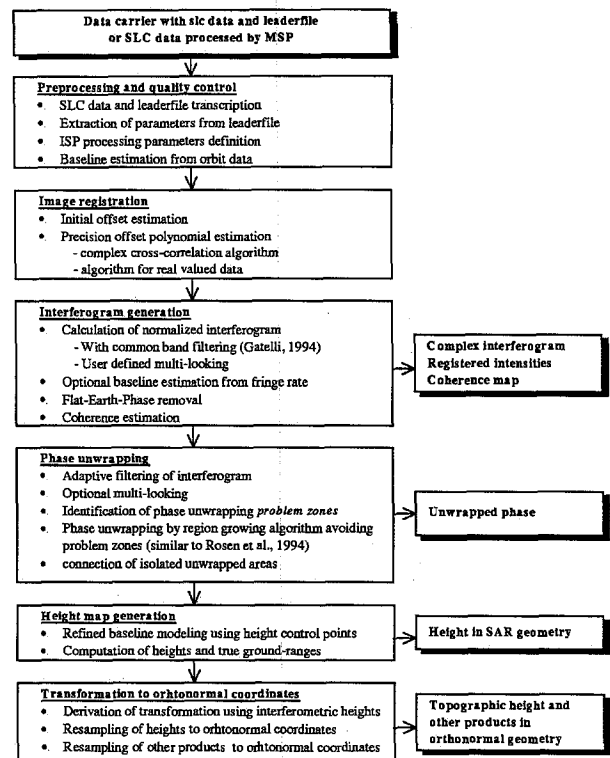 Data carrier with slc data and leaderfile
or SLC data processed by MSP
Preprocessing and quality control
• SLC data and leaderfile transcription
• Extraction of parameters from leaderfile
• ISP processing parameters definition
• Baseline estimation from orbit data
Image registration
• Initial offset estimation
• Precision offset polynomial estimation
- complex cross-correlation algorithm
- algorithm for real valued data
Interferogram generation
• Calculation of normalized interferogram
- With common band filtering (Gatelli, 1994)
- User defined multi-looking
• Optional baseline estimation from fringe rate
• Flat-Earth-Phase removal
• Coherence estimation
Complex interferogram
Registered intensities
Coherence map
Phase unwrapping
• Adaptive filtering of interferogram
• Optional multi-looking
• Identification of phase unwrapping problem zones
• Phase unwrapping by region growing algorithm avoiding
problem zones (similar to Rosen et al., 1994)
• connection of isolated unwrapped areas
Unwrapped phase
Height map generation
• Refined baseline modeling using height control points
• Computation of heights and true ground-ranges
Height in SAR geometry
Transformation to orhtonormal coordinates
• Derivation of transformation using interferometric heights
• Resampling of heights to orhtonormal coordinates
• Resampling of other products to orhtonormal coordinates
Topographic height and
other products in
orthonormal geometry